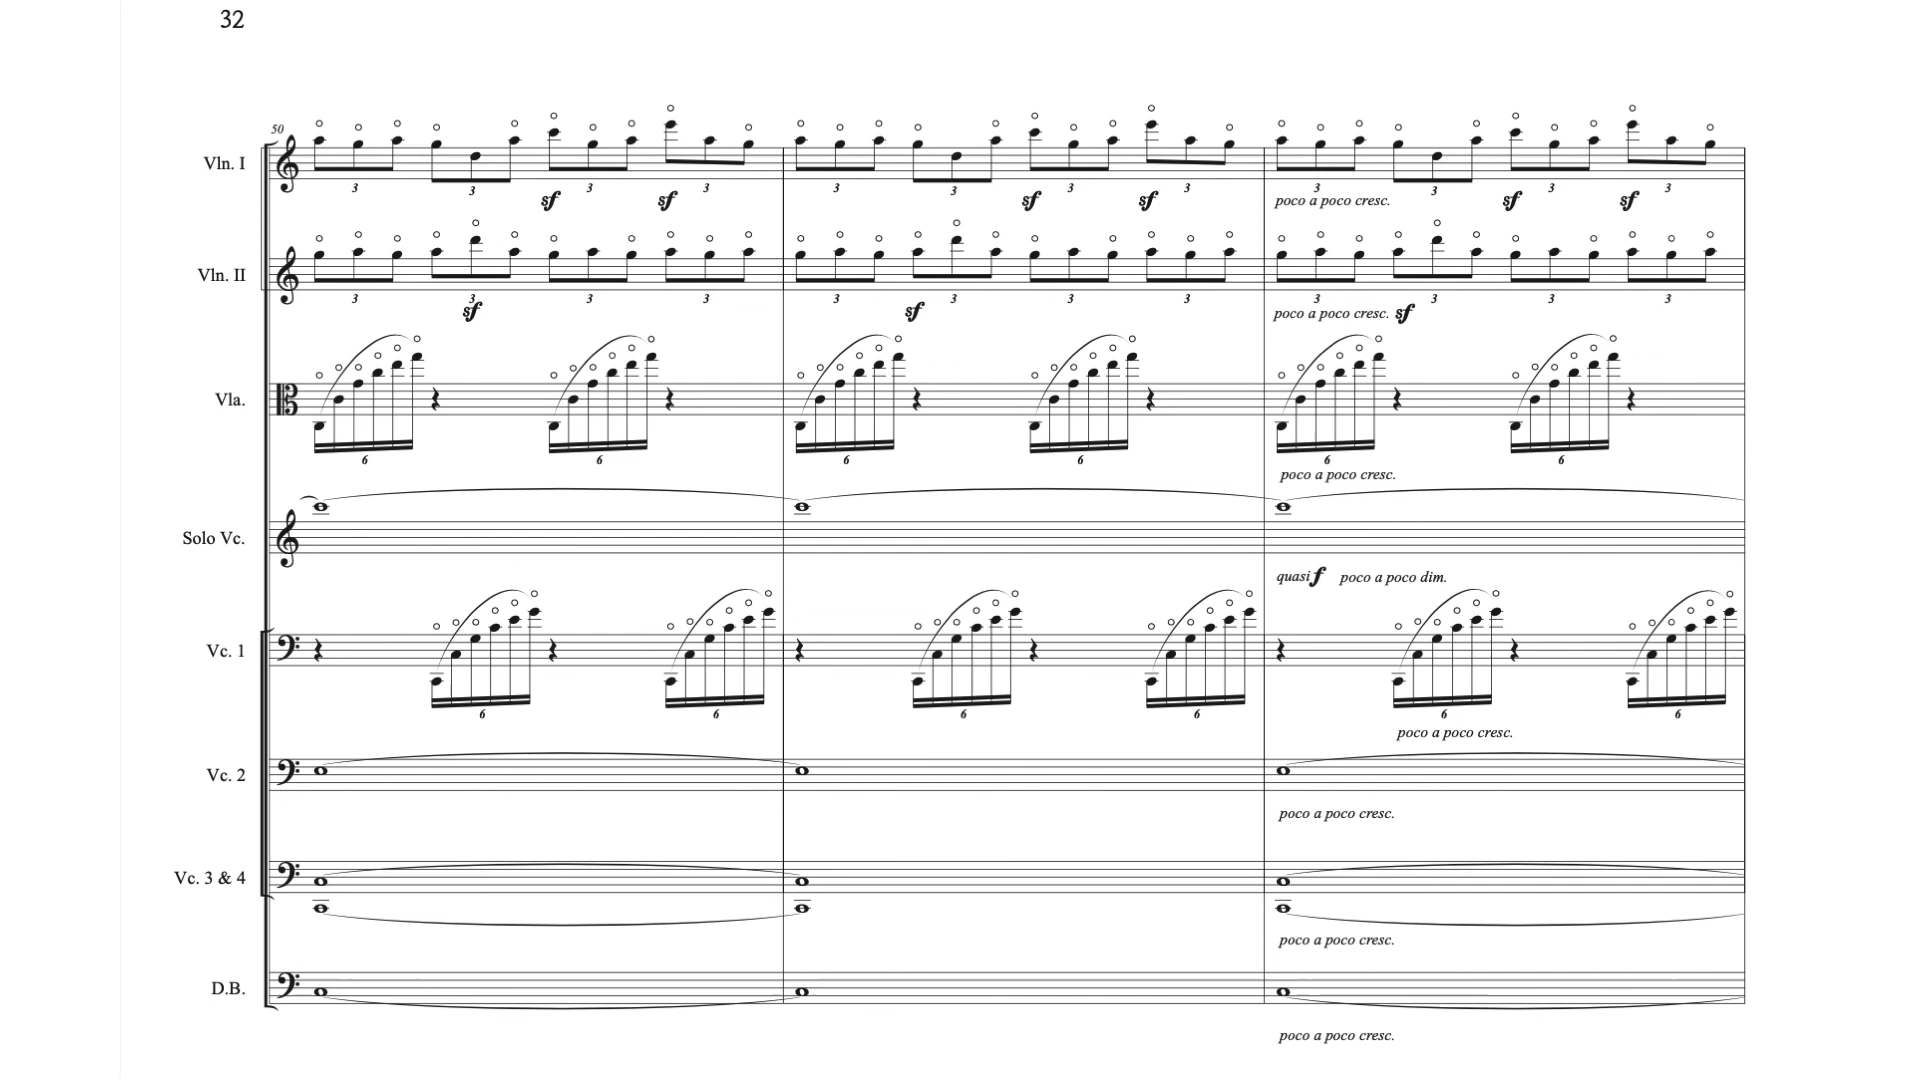 32
50
Vln. I
3 3 3 3 3 3 3 3 3 3 3 3
sf sf sf sf poco a poco cresc. sf sf
Vln. II
3 3 3 3 3 3 3 3 3 3 3 3
sf sf poco a poco cresc. sf
Vla.
6 6 6 6 6 6
poco a poco cresc.
Solo Vc.
quasi f poco a poco dim.
Vc. 1
6 6 6 6 6 6
poco a poco cresc.
Vc. 2
poco a poco cresc.
Vc. 3 & 4
poco a poco cresc.
D.B.
poco a poco cresc.